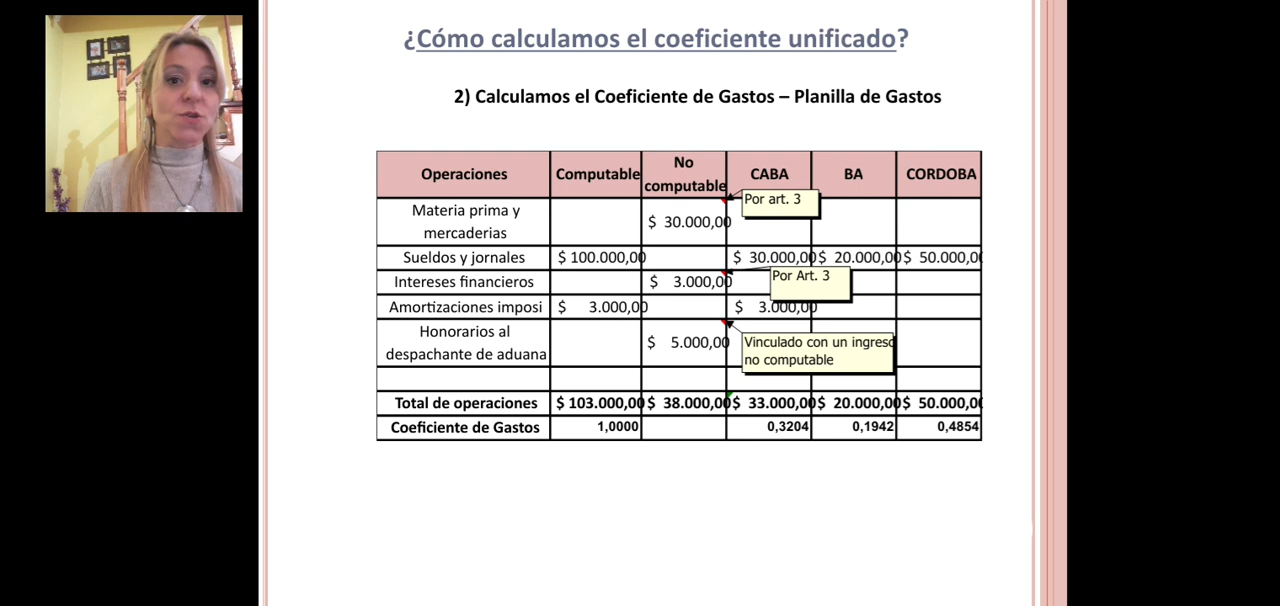 ¿Cómo calculamos el coeficiente unificado?
2) Calculamos el Coeficiente de Gastos – Planilla de Gastos
Operaciones Computable No computable CABA BA CORDOBA
Materia prima y mercaderias $ 30.000,00 Por art. 3
Sueldos y jornales $ 100.000,00 $ 30.000,00 $ 20.000,00 $ 50.000,00
Intereses financieros $ 3.000,00 Por Art. 3
Amortizaciones imposi $ 3.000,00 $ 3.000,00
Honorarios al despachante de aduana $ 5.000,00 Vinculado con un ingreso no computable
Total de operaciones $ 103.000,00 $ 38.000,00 $ 33.000,00 $ 20.000,00 $ 50.000,00
Coeficiente de Gastos 1,0000 0,3204 0,1942 0,4854